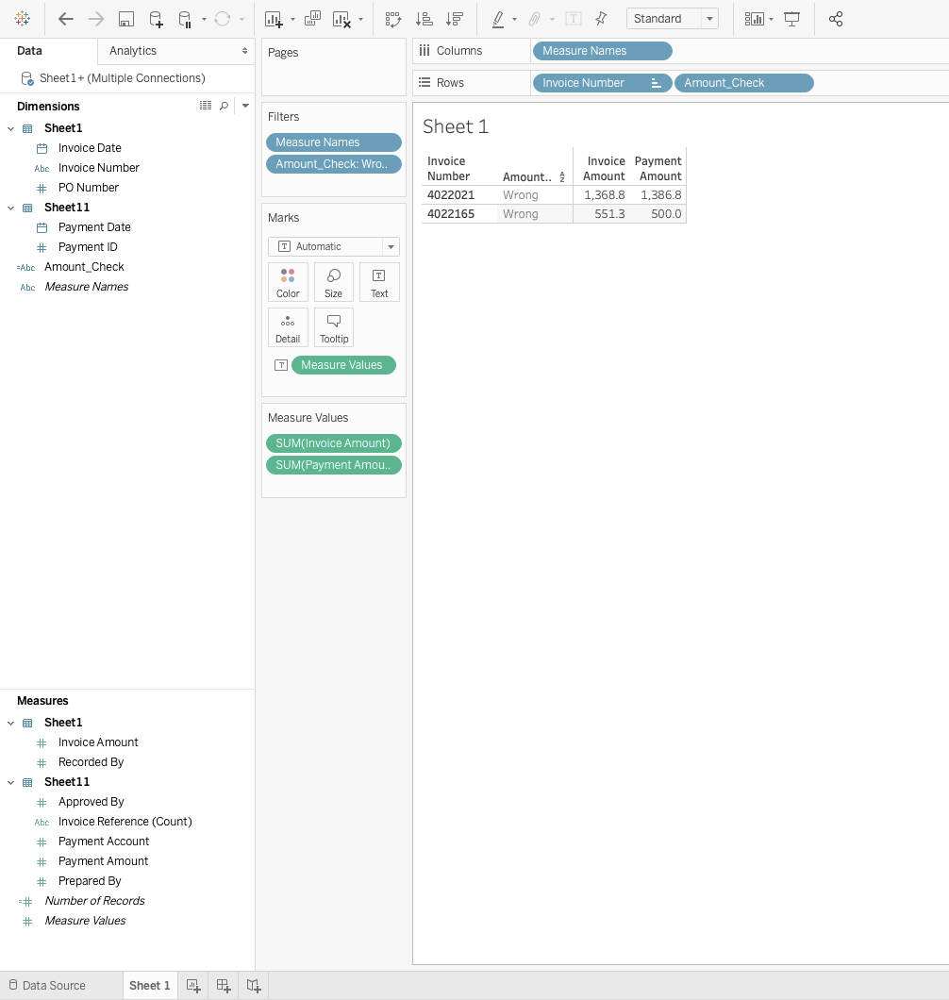 Standard
Data
Analytics
Sheet1+ (Multiple Connections)
Dimensions
Sheet1
Invoice Date
Abc Invoice Number
# PO Number
Sheet11
Payment Date
# Payment ID
=Abc Amount_Check
Abc Measure Names
Measures
Sheet1
# Invoice Amount
# Recorded By
Sheet11
# Approved By
Abc Invoice Reference (Count)
# Payment Account
# Payment Amount
# Prepared By
=# Number of Records
# Measure Values
Pages
Filters
Measure Names
Amount_Check: Wro..
Marks
T Automatic
Color
Size
T Text
Detail
Tooltip
T Measure Values
Measure Values
SUM(Invoice Amount)
SUM(Payment Amou..
Columns
Measure Names
Rows
Invoice Number
Amount_Check
Sheet 1
Invoice Number
Amount..
Invoice Amount
Payment Amount
4022021 Wrong 1,368.8 1,386.8
4022165 Wrong 551.3 500.0
Data Source
Sheet 1